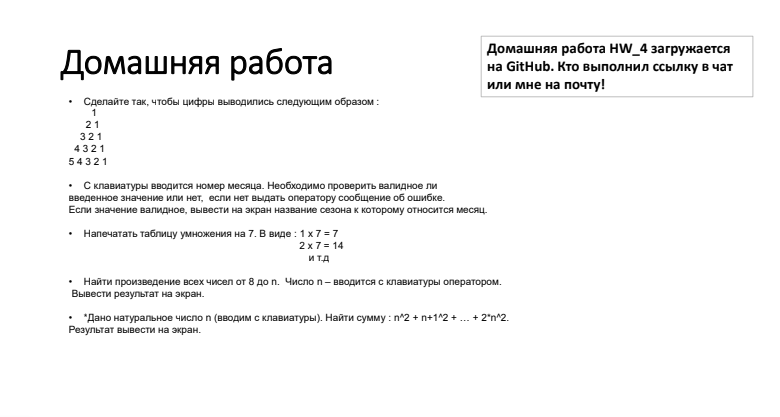 Домашняя работа
Домашняя работа HW_4 загружается
на GitHub. Кто выполнил ссылку в чат
или мне на почту!
• Сделайте так, чтобы цифры выводились следующим образом :
1
2 1
3 2 1
4 3 2 1
5 4 3 2 1
• С клавиатуры вводится номер месяца. Необходимо проверить валидное ли
введенное значение или нет, если нет выдать оператору сообщение об ошибке.
Если значение валидное, вывести на экран название сезона к которому относится месяц.
• Напечатать таблицу умножения на 7. В виде : 1 x 7 = 7
2 x 7 = 14
и т.д
• Найти произведение всех чисел от 8 до n. Число n – вводится с клавиатуры оператором.
Вывести результат на экран.
• *Дано натуральное число n (вводим с клавиатуры). Найти сумму : n^2 + n+1^2 + … + 2*n^2.
Результат вывести на экран.